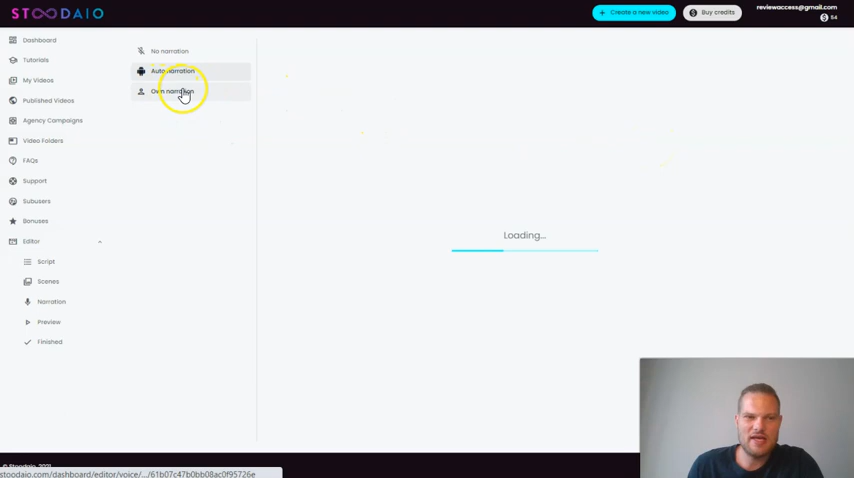 STOODAIO
Create a new video
Buy credits
reviewaccess@gmail.com
54
Dashboard
Tutorials
My Videos
Published Videos
Agency Campaigns
Video Folders
FAQs
Support
Subusers
Bonuses
Editor
Script
Scenes
Narration
Preview
Finished
No narration
Auto narration
Own narration
Loading...
© Stoodaio, 2021
stoodaio.com/dashboard/editor/voice/.../61b07c47b0bb08ac0f95726e